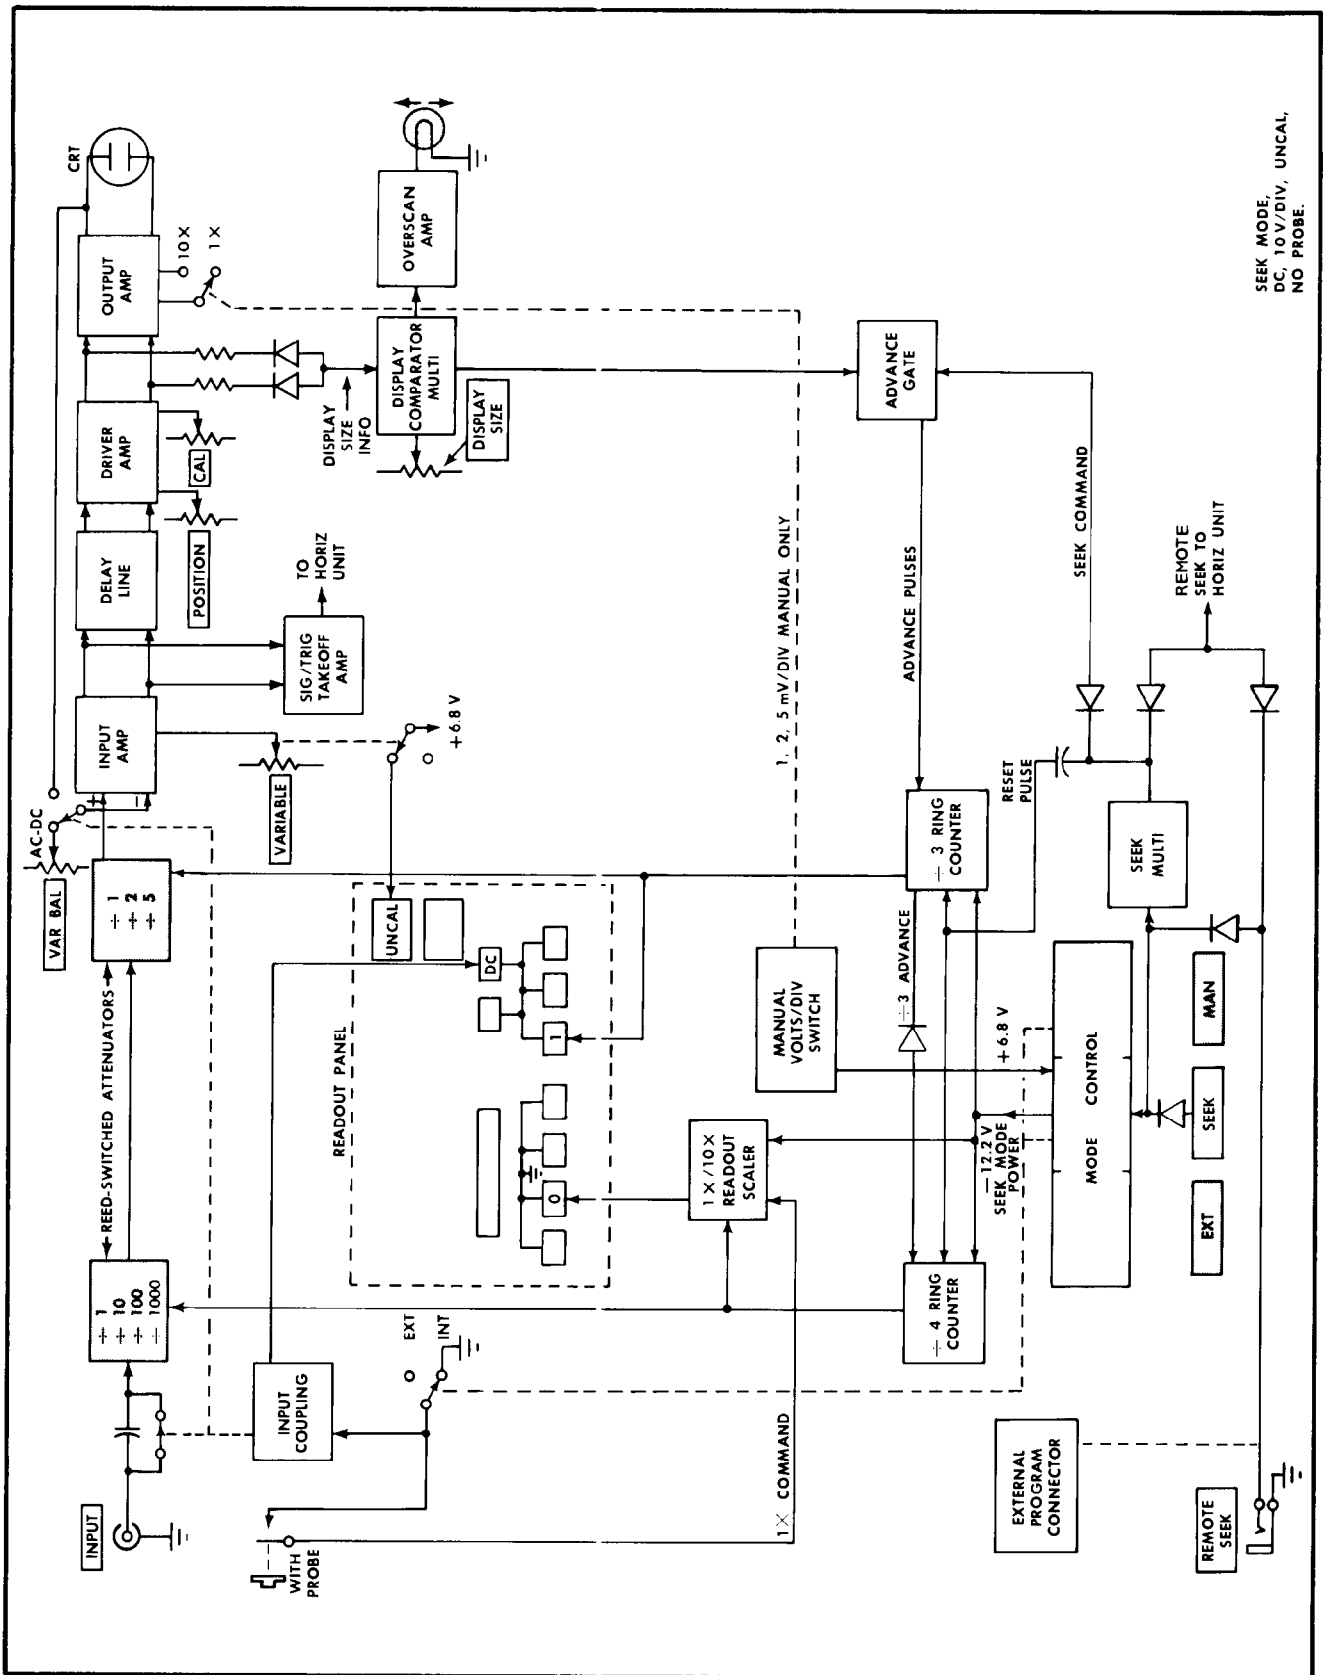 INPUT
÷ 1
÷ 10
÷ 100
÷ 1000
REED-SWITCHED ATTENUATORS
÷ 1
÷ 2
÷ 5
VAR BAL
AC-DC
+
−
INPUT
AMP
DELAY
LINE
DRIVER
AMP
OUTPUT
AMP
CRT
10X
1X
CAL
POSITION
SIG/TRIG
TAKEOFF
AMP
TO
HORIZ
UNIT
VARIABLE
+6.8 V
DISPLAY
SIZE
INFO
DISPLAY
COMPARATOR
MULTI
DISPLAY
SIZE
OVERSCAN
AMP
WITH
PROBE
INPUT
COUPLING
EXT
INT
READOUT PANEL
UNCAL
DC
0
1
1X/10X
READOUT
SCALER
MANUAL
VOLTS/DIV
SWITCH
1, 2, 5 mV/DIV MANUAL ONLY
1X COMMAND
÷ 4 RING
COUNTER
÷3 ADVANCE
÷ 3 RING
COUNTER
ADVANCE PULSES
ADVANCE
GATE
SEEK COMMAND
RESET
PULSE
−12.2 V
SEEK MODE
POWER
+6.8 V
MODE CONTROL
EXT
SEEK
MAN
SEEK
MULTI
REMOTE
SEEK TO
HORIZ UNIT
EXTERNAL
PROGRAM
CONNECTOR
REMOTE
SEEK
SEEK MODE,
DC, 10 V/DIV, UNCAL,
NO PROBE.